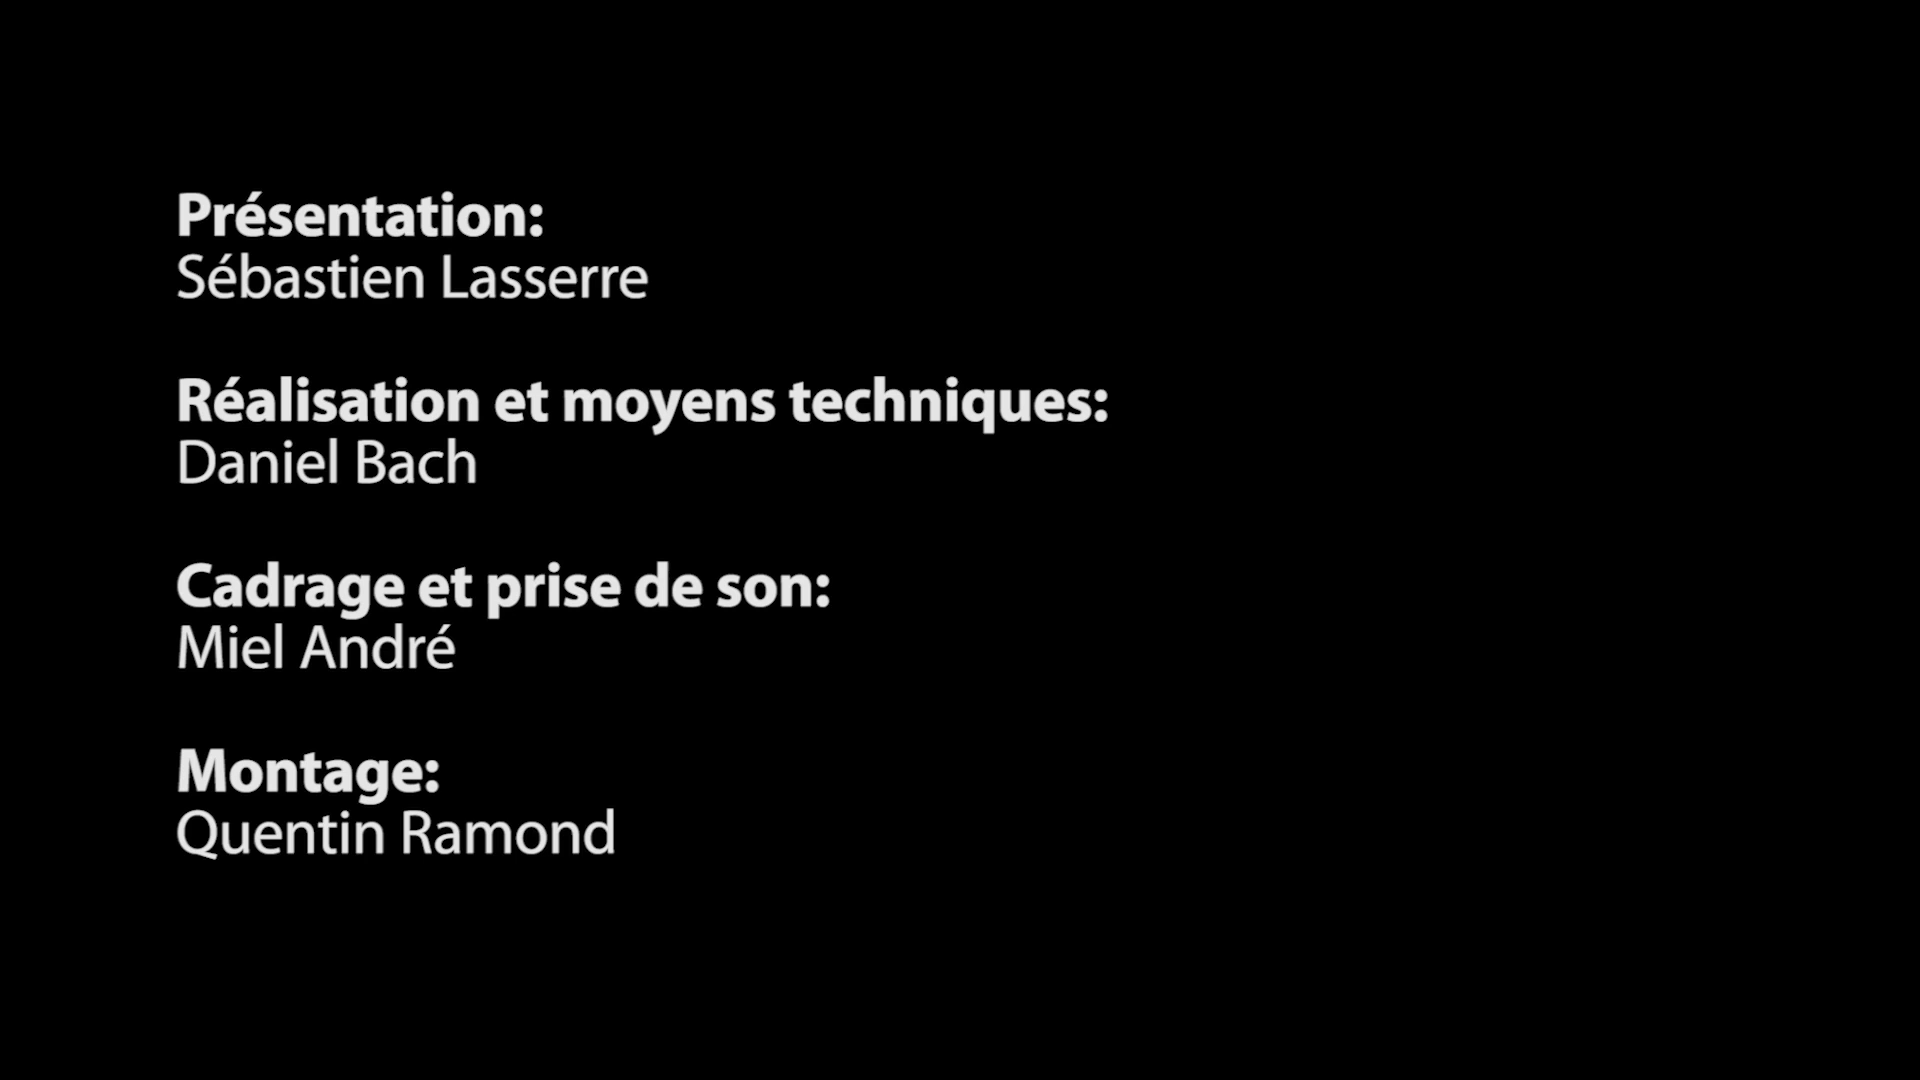 Présentation:
Sébastien Lasserre
Réalisation et moyens techniques:
Daniel Bach
Cadrage et prise de son:
Miel André
Montage:
Quentin Ramond